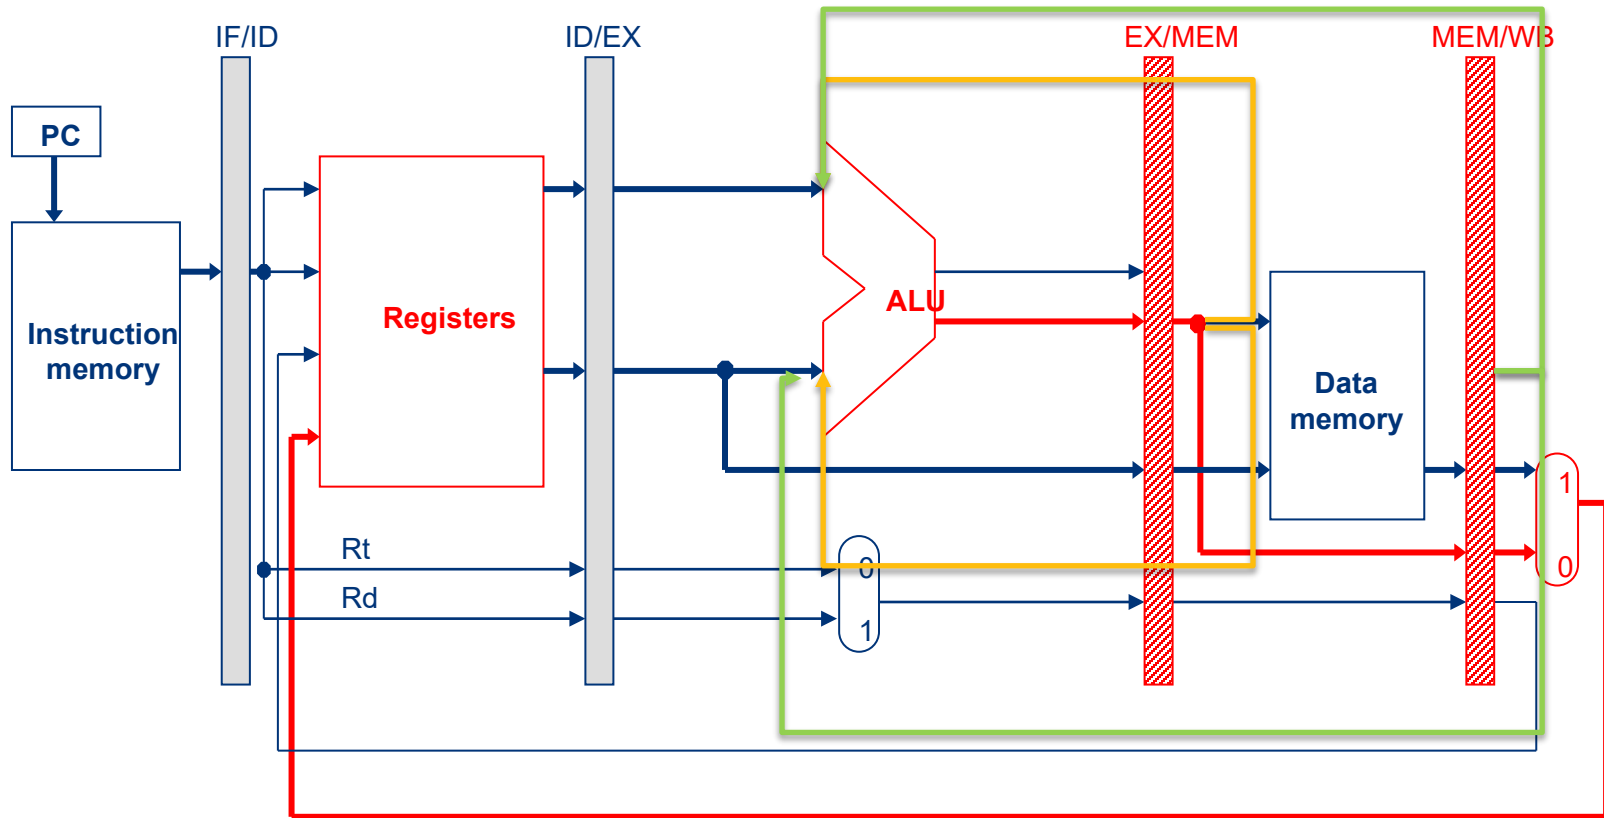 IF/ID
ID/EX
EX/MEM
MEM/WB
PC
Instruction
memory
Registers
ALU
Data
memory
Rt
Rd
0
1
1
0